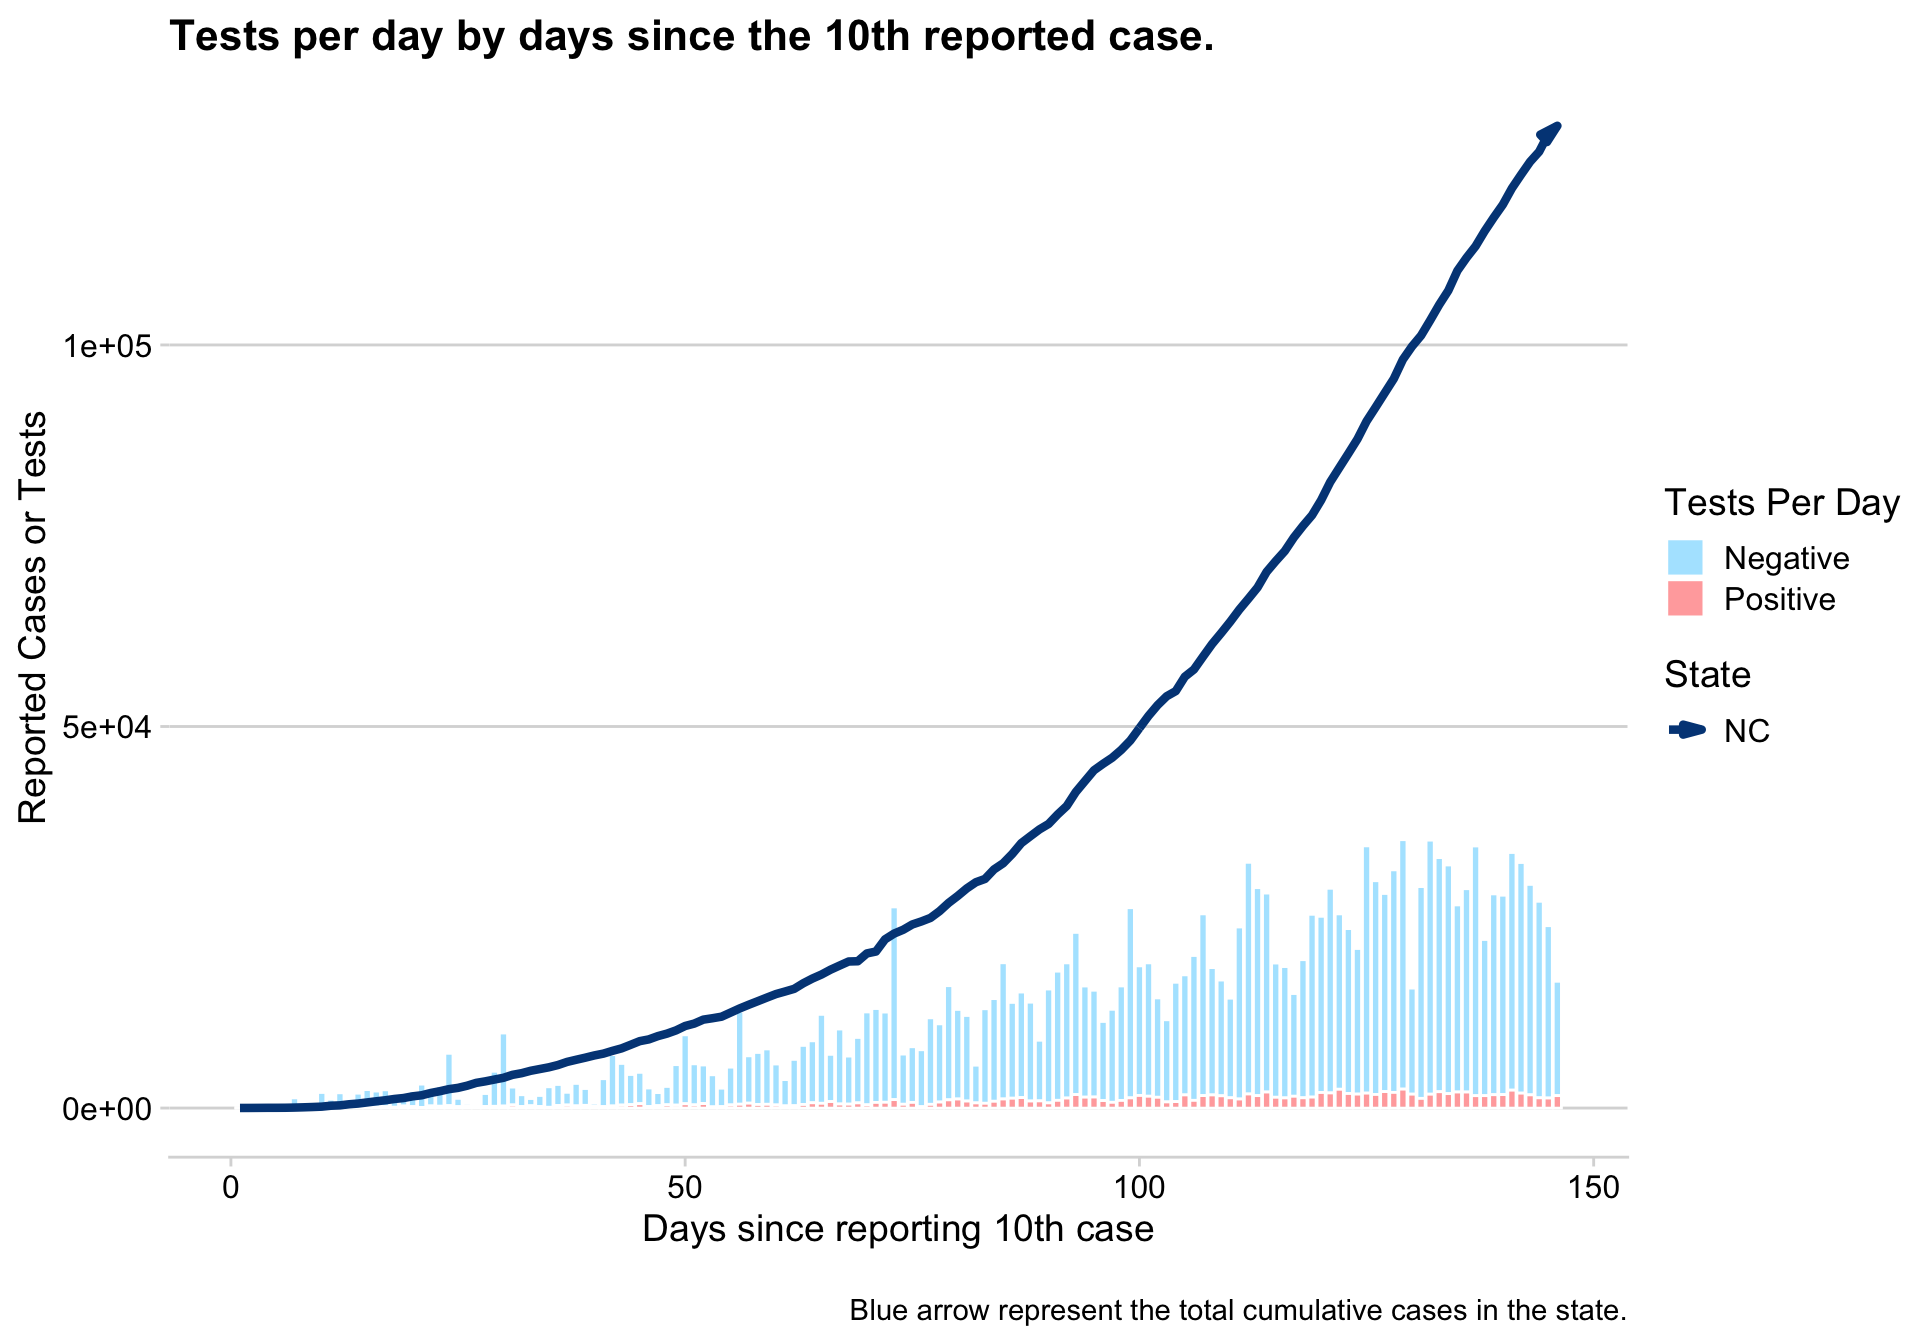 Tests per day by days since the 10th reported case.
1e+05
5e+04
0e+00
Reported Cases or Tests
0
50
100
150
Days since reporting 10th case
Tests Per Day
Negative
Positive
State
NC
Blue arrow represent the total cumulative cases in the state.